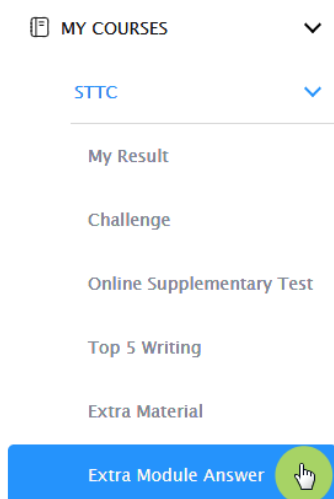 MY COURSES
STTC
My Result
Challenge
Online Supplementary Test
Top 5 Writing
Extra Material
Extra Module Answer